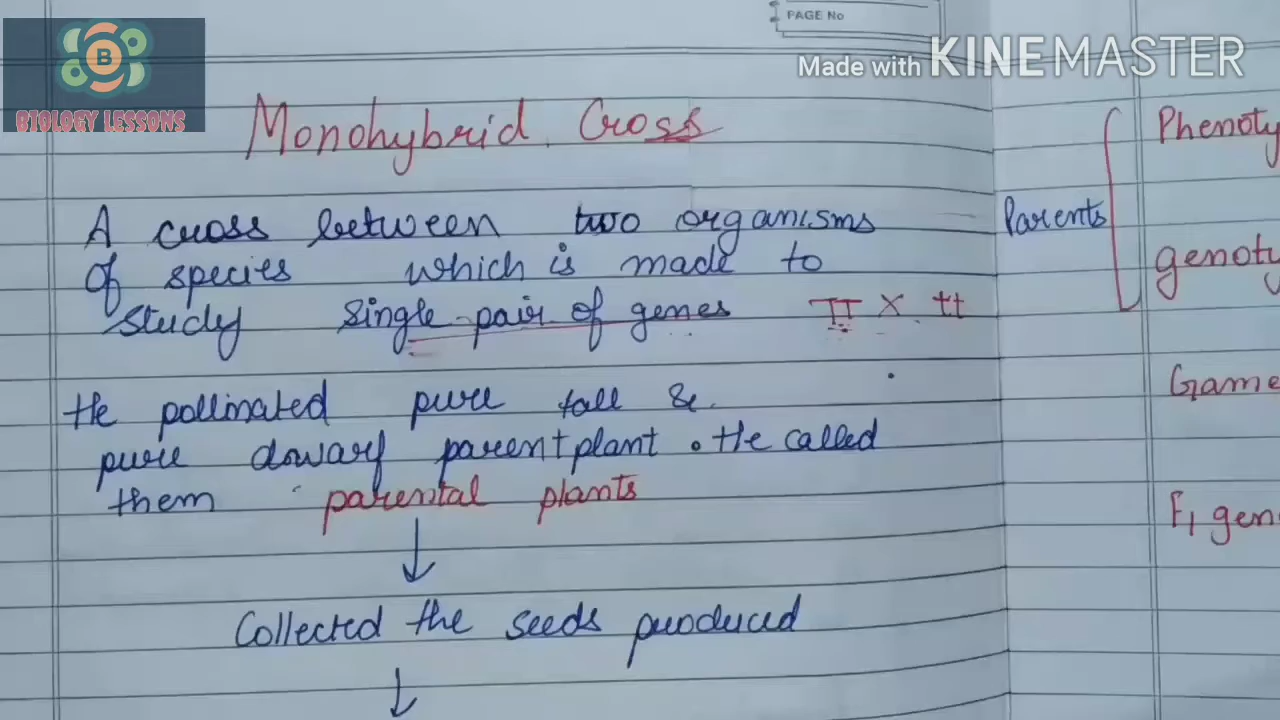 PAGE No
Made with KINEMASTER
B
BIOLOGY LESSONS
Monohybrid Cross
A cross between two organisms
of species which is made to
study single pair of genes TT × tt
He pollinated pure tall &
pure dowarf parent plant. He called
them parental plants
↓
Collected the seeds produced
↓
Parents
Phenoty
genoty
Game
F1 gen